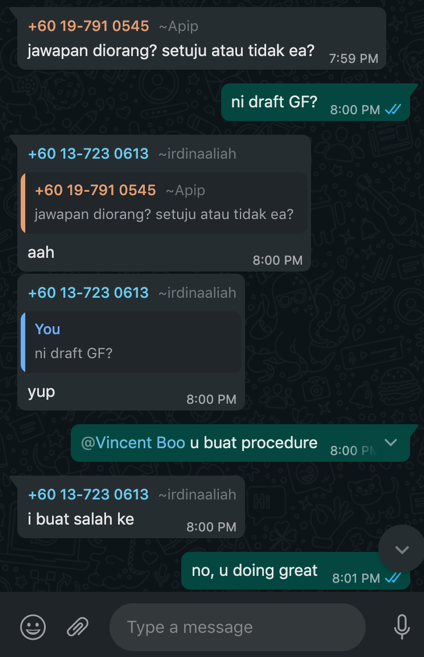 +60 19-791 0545 ~Apip
jawapan diorang? setuju atau tidak ea? 7:59 PM
ni draft GF? 8:00 PM
+60 13-723 0613 ~irdinaaliah
+60 19-791 0545 ~Apip
jawapan diorang? setuju atau tidak ea?
aah 8:00 PM
+60 13-723 0613 ~irdinaaliah
You
ni draft GF?
yup 8:00 PM
@Vincent Boo u buat procedure 8:00 PM
+60 13-723 0613 ~irdinaaliah
i buat salah ke 8:00 PM
no, u doing great 8:01 PM
Type a message